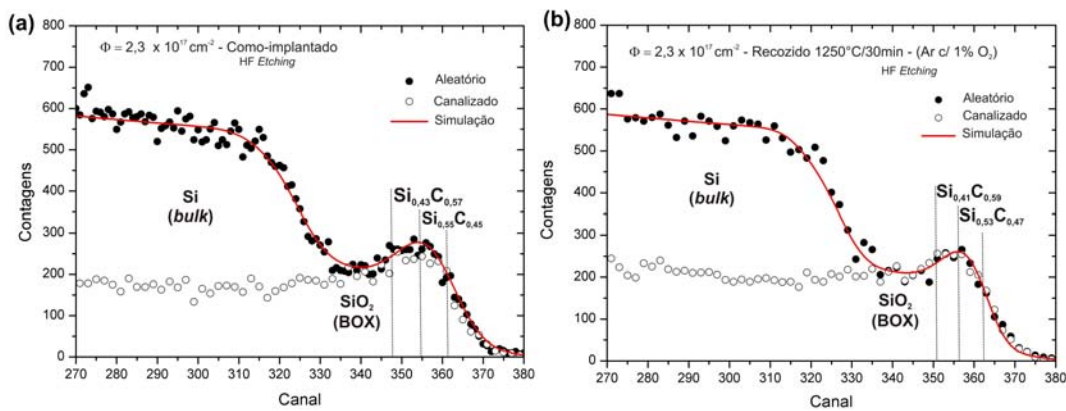 (a)
Φ = 2,3 x 10¹⁷ cm⁻² - Como-implantado
HF Etching
Aleatório
Canalizado
Simulação
Si
(bulk)
Si₀,₄₃C₀,₅₇
Si₀,₅₅C₀,₄₅
SiO₂
(BOX)
Contagens
700
600
500
400
300
200
100
0
270 280 290 300 310 320 330 340 350 360 370 380
Canal
(b)
Φ = 2,3 x 10¹⁷ cm⁻² - Recozido 1250°C/30min - (Ar c/ 1% O₂)
HF Etching
Aleatório
Canalizado
Simulação
Si
(bulk)
Si₀,₄₁C₀,₅₉
Si₀,₅₃C₀,₄₇
SiO₂
(BOX)
Contagens
700
600
500
400
300
200
100
0
270 280 290 300 310 320 330 340 350 360 370 380
Canal